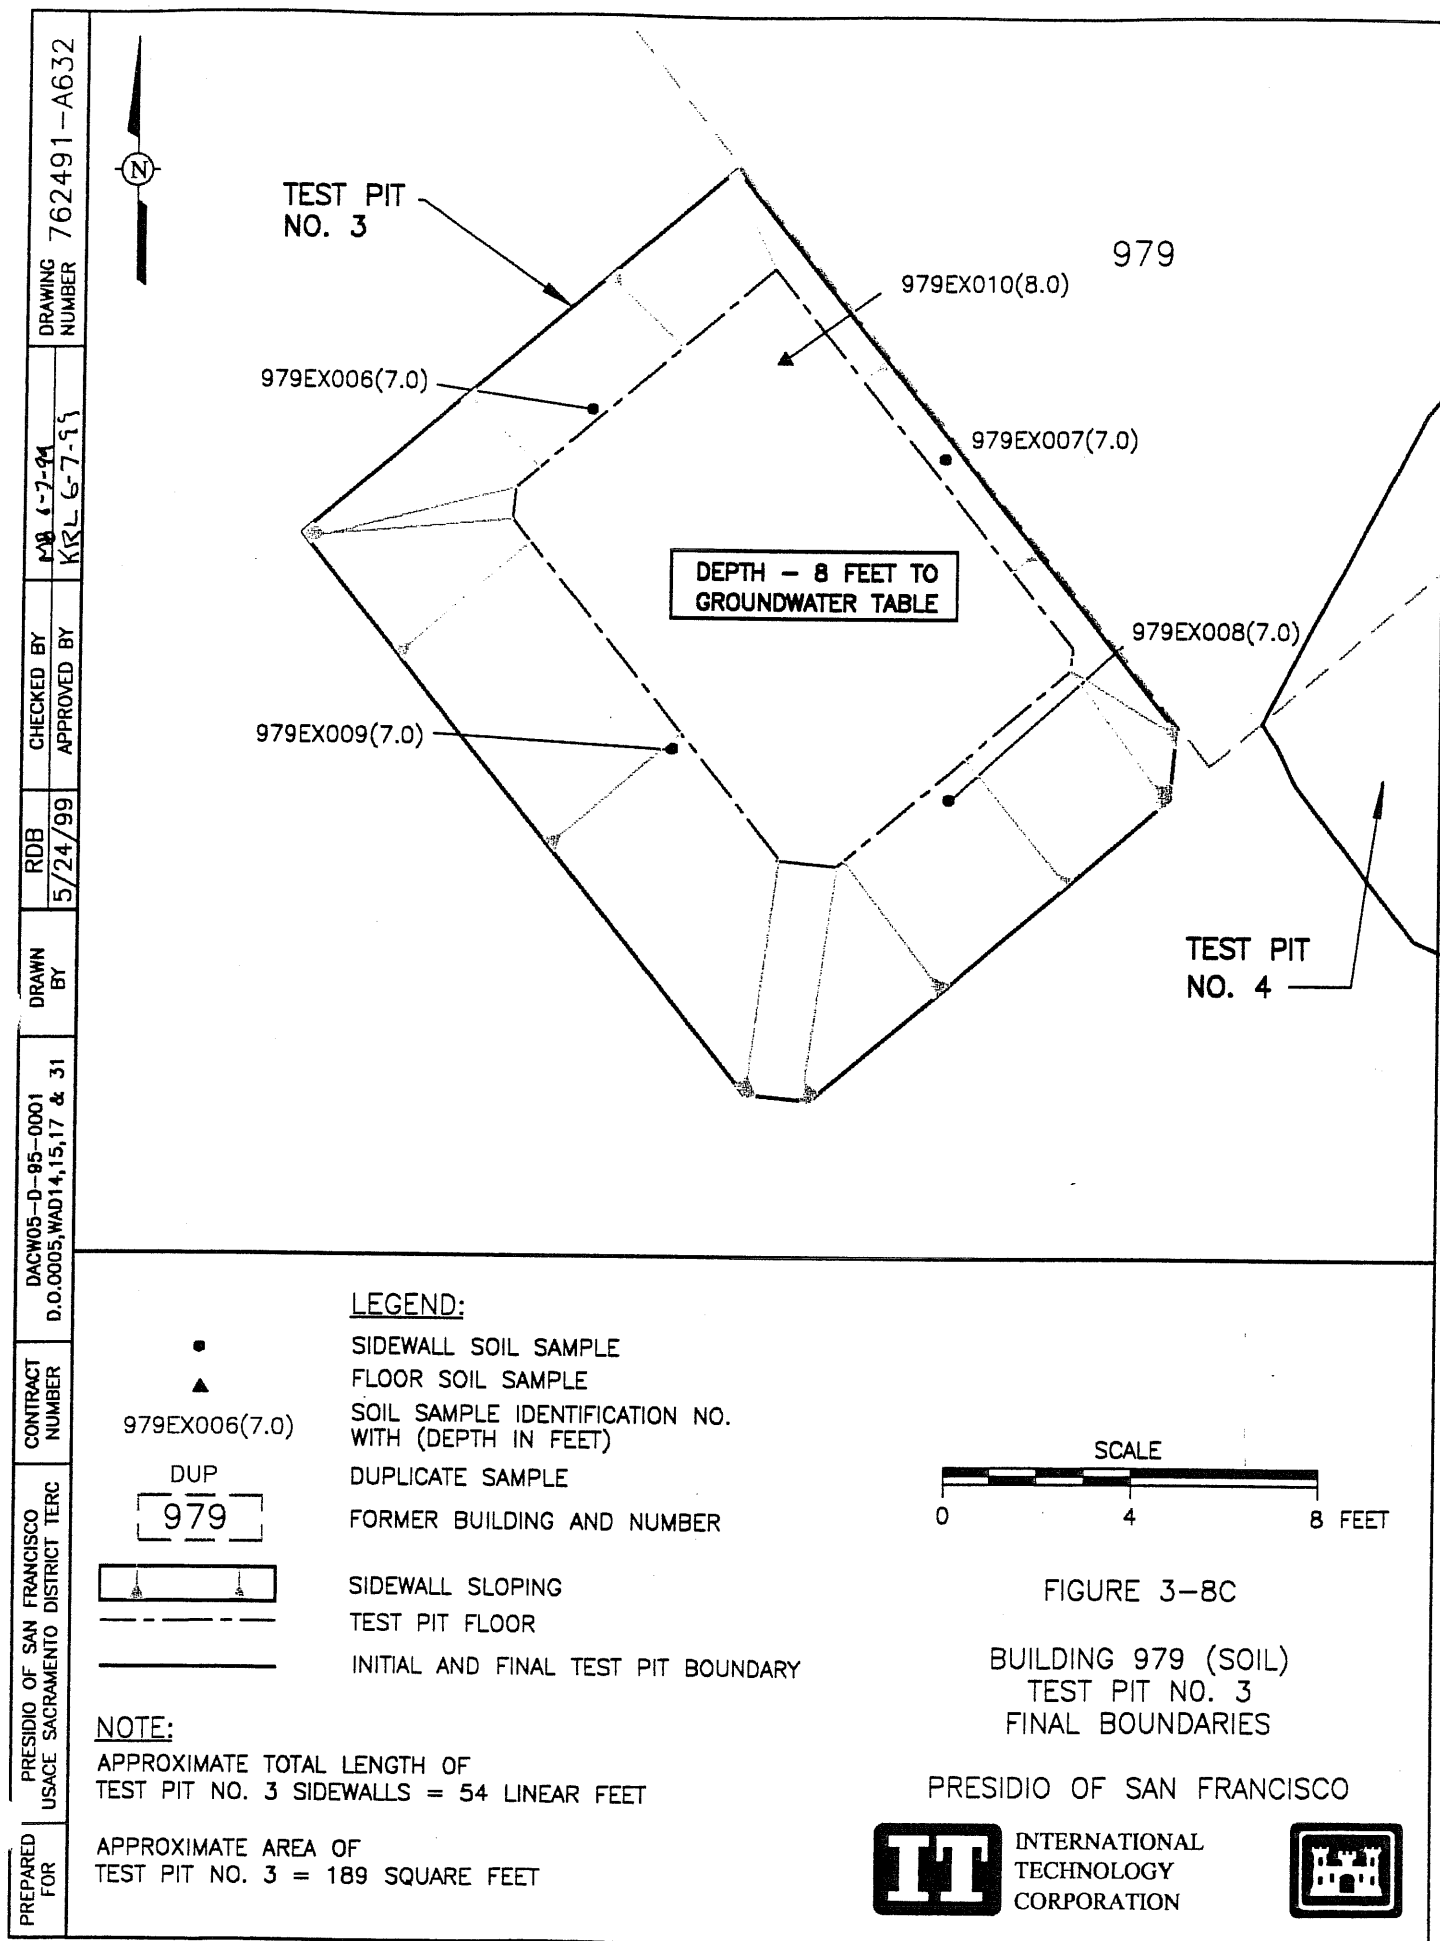 DRAWING NUMBER 762491-A632
CHECKED BY
APPROVED BY KRL 6-7-99
DRAWN BY
RDB
5/24/99
CONTRACT NUMBER
DACW05-D-95-0001
D.O.0005,WAD14,15,17 & 31
PREPARED FOR
PRESIDIO OF SAN FRANCISCO
USACE SACRAMENTO DISTRICT TERC
N
TEST PIT
NO. 3
979
979EX010(8.0)
979EX006(7.0)
979EX007(7.0)
DEPTH - 8 FEET TO
GROUNDWATER TABLE
979EX008(7.0)
979EX009(7.0)
TEST PIT
NO. 4
LEGEND:
SIDEWALL SOIL SAMPLE
FLOOR SOIL SAMPLE
979EX006(7.0)
SOIL SAMPLE IDENTIFICATION NO.
WITH (DEPTH IN FEET)
DUP
DUPLICATE SAMPLE
979
FORMER BUILDING AND NUMBER
SIDEWALL SLOPING
TEST PIT FLOOR
INITIAL AND FINAL TEST PIT BOUNDARY
NOTE:
APPROXIMATE TOTAL LENGTH OF
TEST PIT NO. 3 SIDEWALLS = 54 LINEAR FEET
APPROXIMATE AREA OF
TEST PIT NO. 3 = 189 SQUARE FEET
SCALE
0 4 8 FEET
FIGURE 3-8C
BUILDING 979 (SOIL)
TEST PIT NO. 3
FINAL BOUNDARIES
PRESIDIO OF SAN FRANCISCO
IT
INTERNATIONAL
TECHNOLOGY
CORPORATION